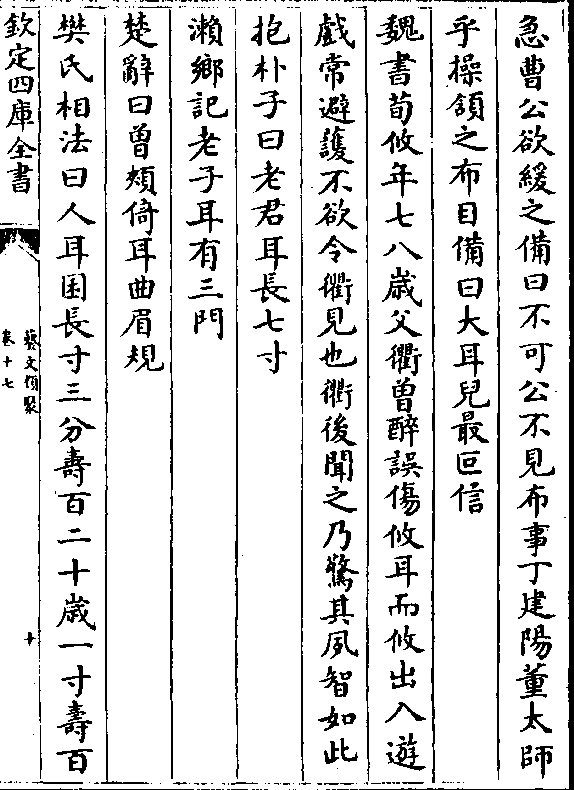 急曹公欲緩之備曰不可公不見布事丁建陽董太師
乎操頷之布目備曰大耳兒最叵信
魏書荀攸年七八歳父衢曾醉誤傷攸耳而攸出入遊
戲常避護不欲令衢見也衢後聞之乃驚其夙智如此
抱朴子曰老君耳長七寸
瀨鄉記老子耳有三門
楚辭曰曾頰倚耳曲眉規
樊氏相法曰人耳困長寸三分壽百二十歳一寸壽百
欽定四庫全書
藝文類聚
卷十七
十